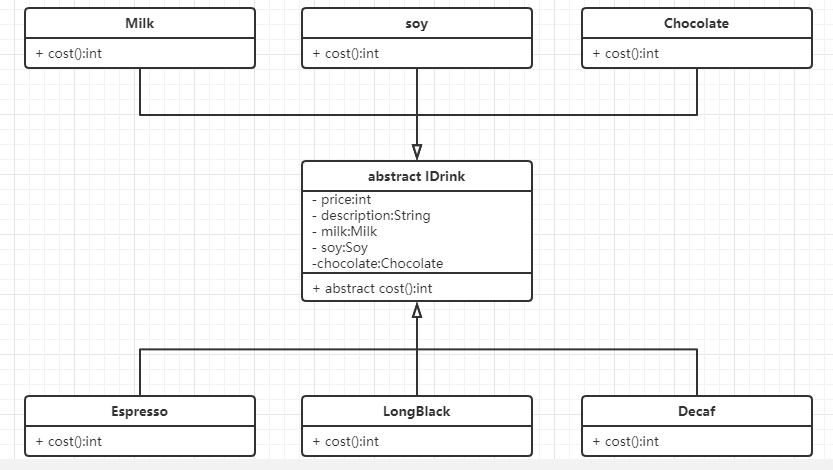 Milk
+ cost():int
soy
+ cost():int
Chocolate
+ cost():int
abstract IDrink
- price:int
- description:String
- milk:Milk
- soy:Soy
-chocolate:Chocolate
+ abstract cost():int
Espresso
+ cost():int
LongBlack
+ cost():int
Decaf
+ cost():int